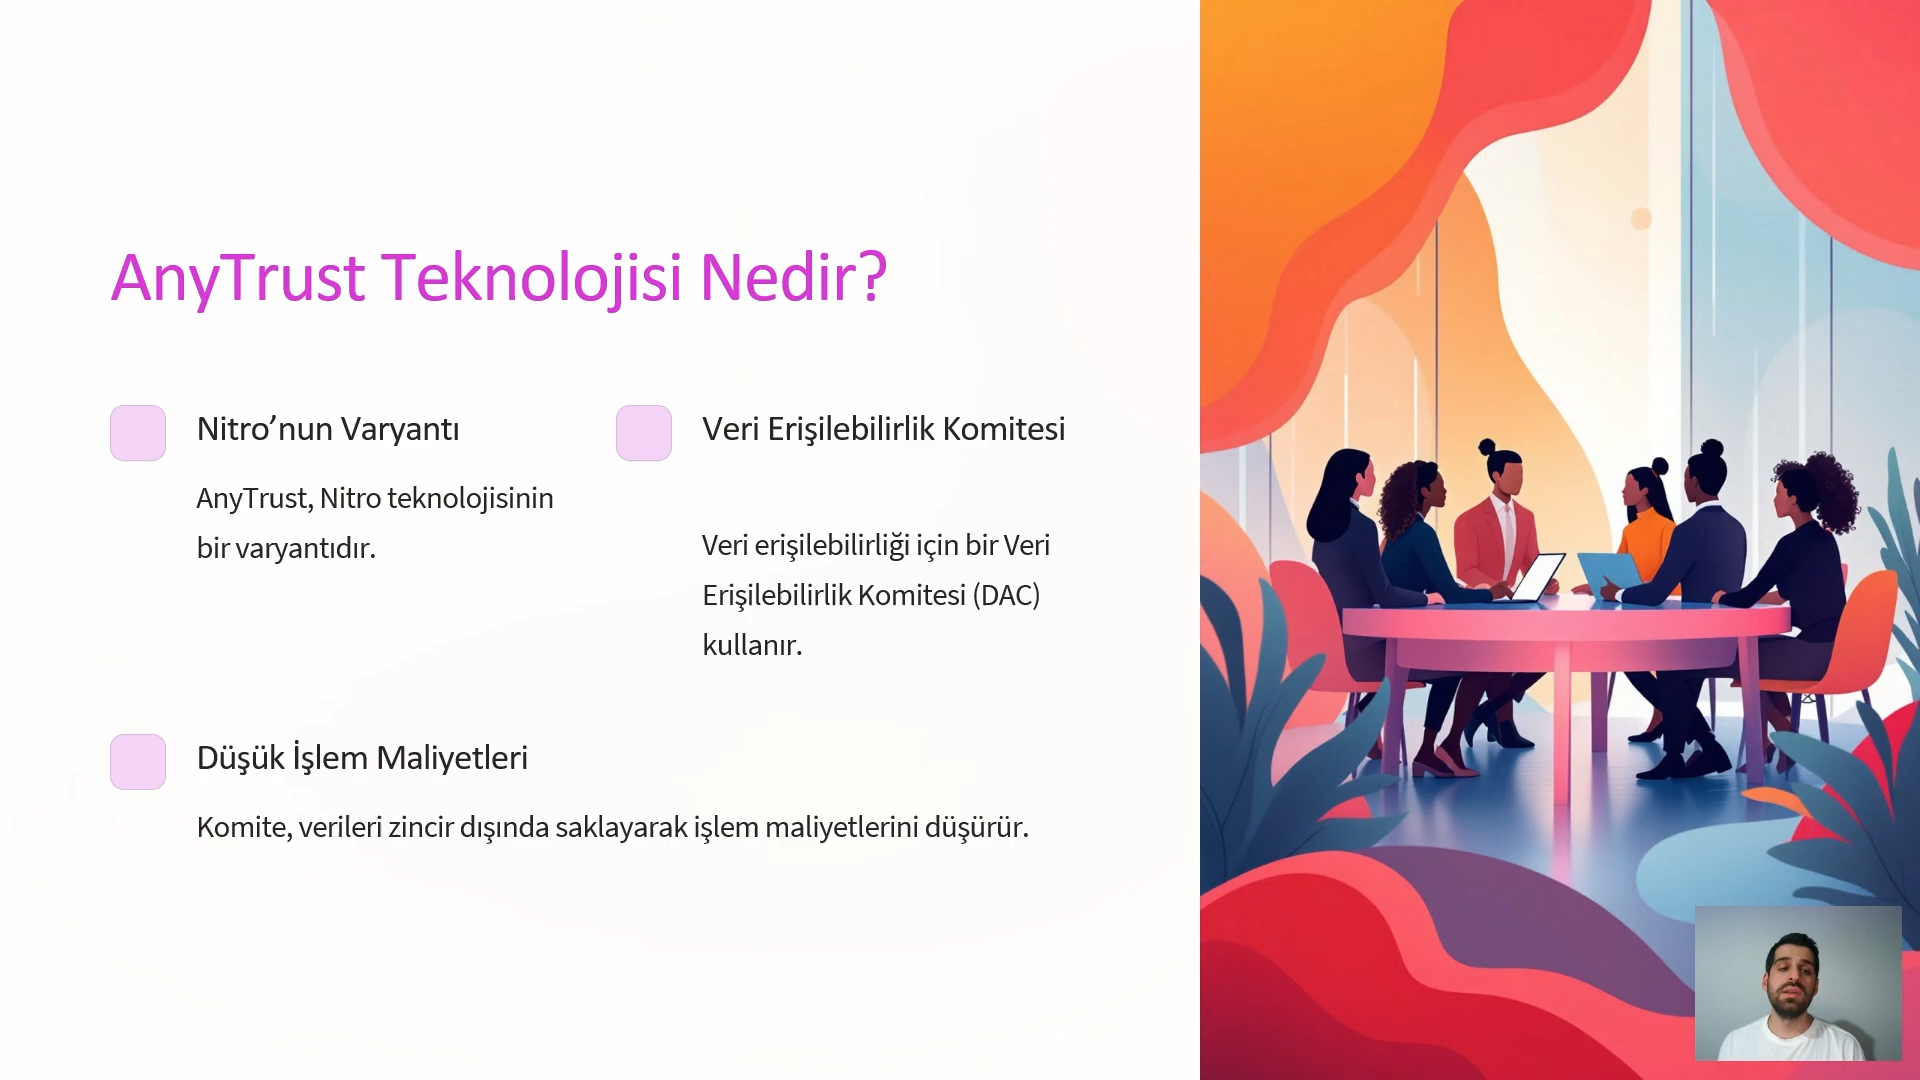 AnyTrust Teknolojisi Nedir?
Nitro’nun Varyantı
AnyTrust, Nitro teknolojisinin
bir varyantıdır.
Veri Erişilebilirlik Komitesi
Veri erişilebilirliği için bir Veri
Erişilebilirlik Komitesi (DAC)
kullanır.
Düşük İşlem Maliyetleri
Komite, verileri zincir dışında saklayarak işlem maliyetlerini düşürür.